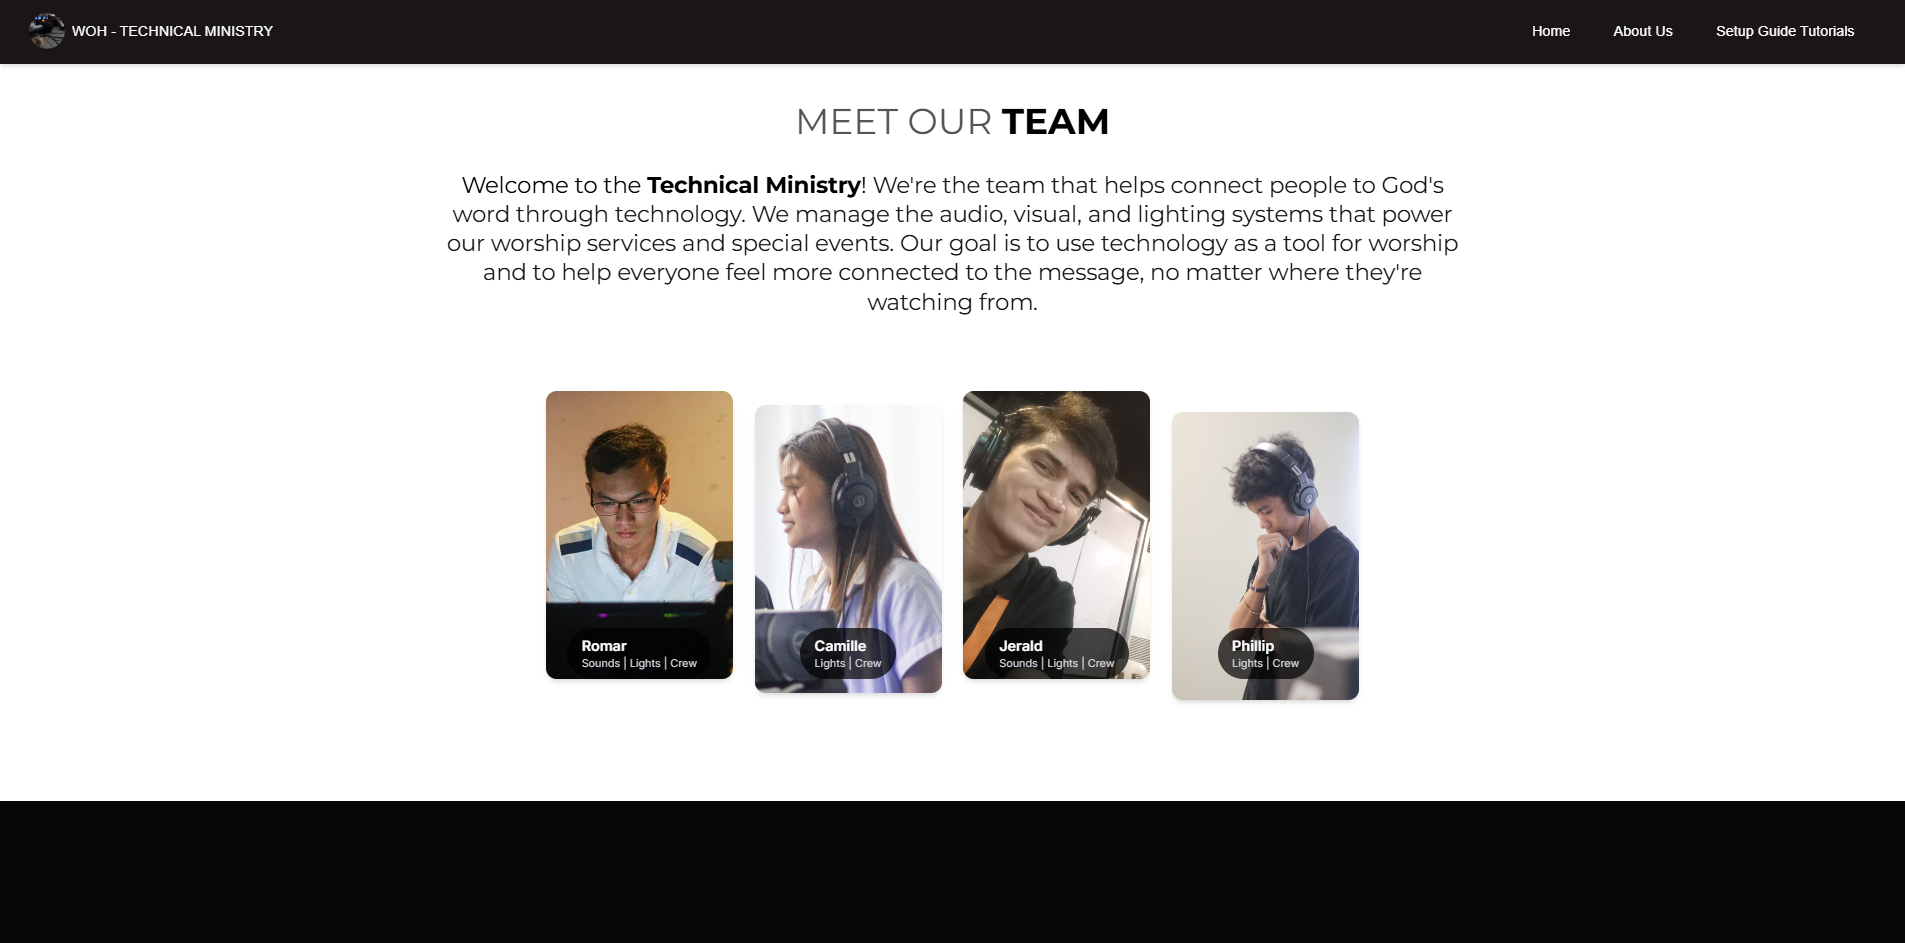 WOH - TECHNICAL MINISTRY
Home
About Us
Setup Guide Tutorials
MEET OUR TEAM
Welcome to the Technical Ministry! We're the team that helps connect people to God's
word through technology. We manage the audio, visual, and lighting systems that power
our worship services and special events. Our goal is to use technology as a tool for worship
and to help everyone feel more connected to the message, no matter where they're
watching from.
Romar
Sounds | Lights | Crew
Camille
Lights | Crew
Jerald
Sounds | Lights | Crew
Phillip
Lights | Crew